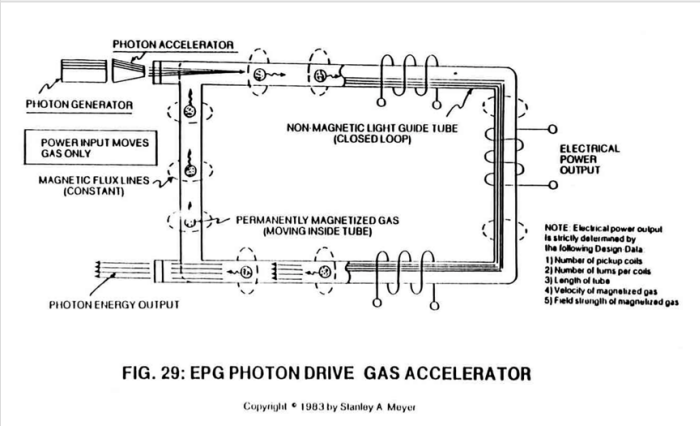 PHOTON ACCELERATOR
PHOTON GENERATOR
POWER INPUT MOVES
GAS ONLY
MAGNETIC FLUX LINES
(CONSTANT)
NON-MAGNETIC LIGHT GUIDE TUBE
(CLOSED LOOP)
ELECTRICAL
POWER
OUTPUT
PERMANENTLY MAGNETIZED GAS
(MOVING INSIDE TUBE)
PHOTON ENERGY OUTPUT
NOTE: Electrical power output
is strictly determined by
the following Design Data
1) Number of pickup coils
2) Number of turns per coils
3) Length of tube
4) Velocity of magnetized gas
5) Field strength of magnetized gas
FIG. 29: EPG PHOTON DRIVE GAS ACCELERATOR
Copyright © 1983 by Stanley A Meyer